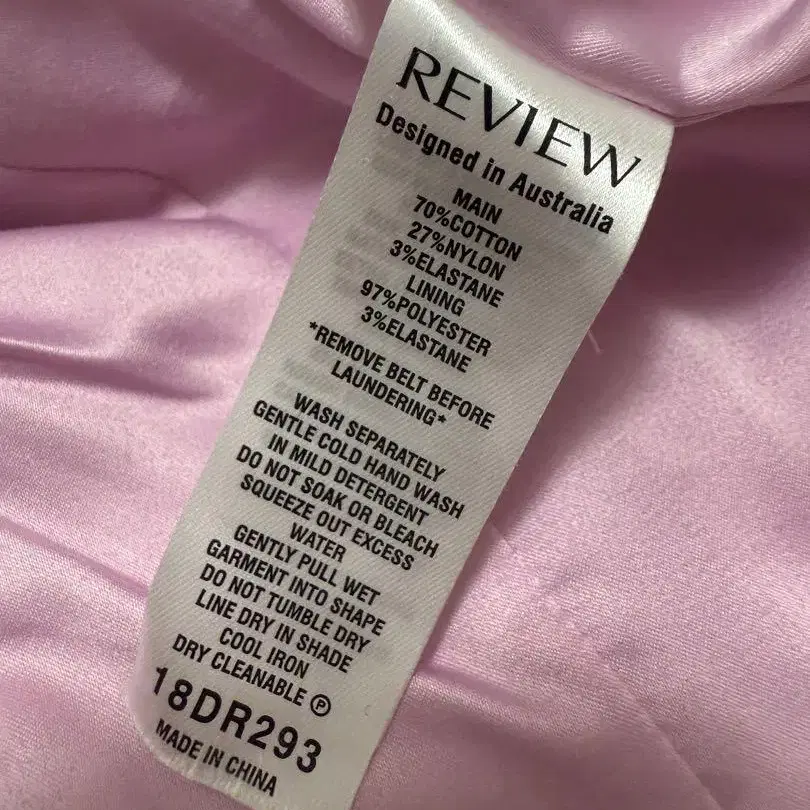 REVIEW
Designed in Australia
MAIN
70%COTTON
27%NYLON
3%ELASTANE
LINING
97%POLYESTER
3%ELASTANE
*REMOVE BELT BEFORE
LAUNDERING*
WASH SEPARATELY
GENTLE COLD HAND WASH
IN MILD DETERGENT
DO NOT SOAK OR BLEACH
SQUEEZE OUT EXCESS
WATER
GENTLY PULL WET
GARMENT INTO SHAPE
DO NOT TUMBLE DRY
LINE DRY IN SHADE
COOL IRON
DRY CLEANABLE Ⓟ
18DR293
MADE IN CHINA